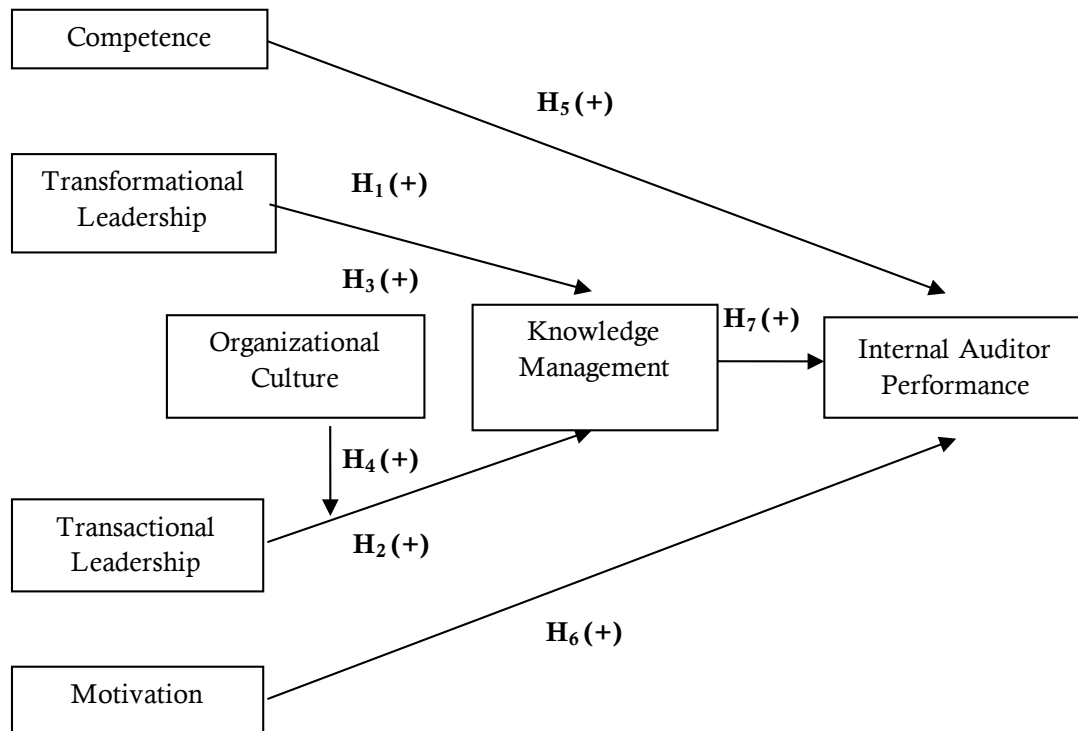 Competence
H₅ (+)
Transformational
Leadership
H₁ (+)
H₃ (+)
Organizational
Culture
Knowledge
Management
H₇ (+)
Internal Auditor
Performance
H₄ (+)
Transactional
Leadership
H₂ (+)
H₆ (+)
Motivation